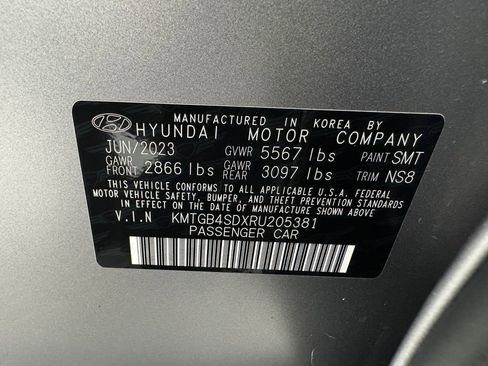 MANUFACTURED IN KOREA BY
HYUNDAI MOTOR COMPANY
JUN/2023 GVWR 5567 lbs PAINT SMT
GAWR FRONT 2866 lbs GAWR REAR 3097 lbs TRIM NS8
THIS VEHICLE CONFORMS TO ALL APPLICABLE U.S.A. FEDERAL
MOTOR VEHICLE SAFETY, BUMPER, AND THEFT PREVENTION STANDARDS
IN EFFECT ON THE DATE OF MANUFACTURE SHOWN ABOVE.
V.I.N KMTGB4SDXRU205381
PASSENGER CAR